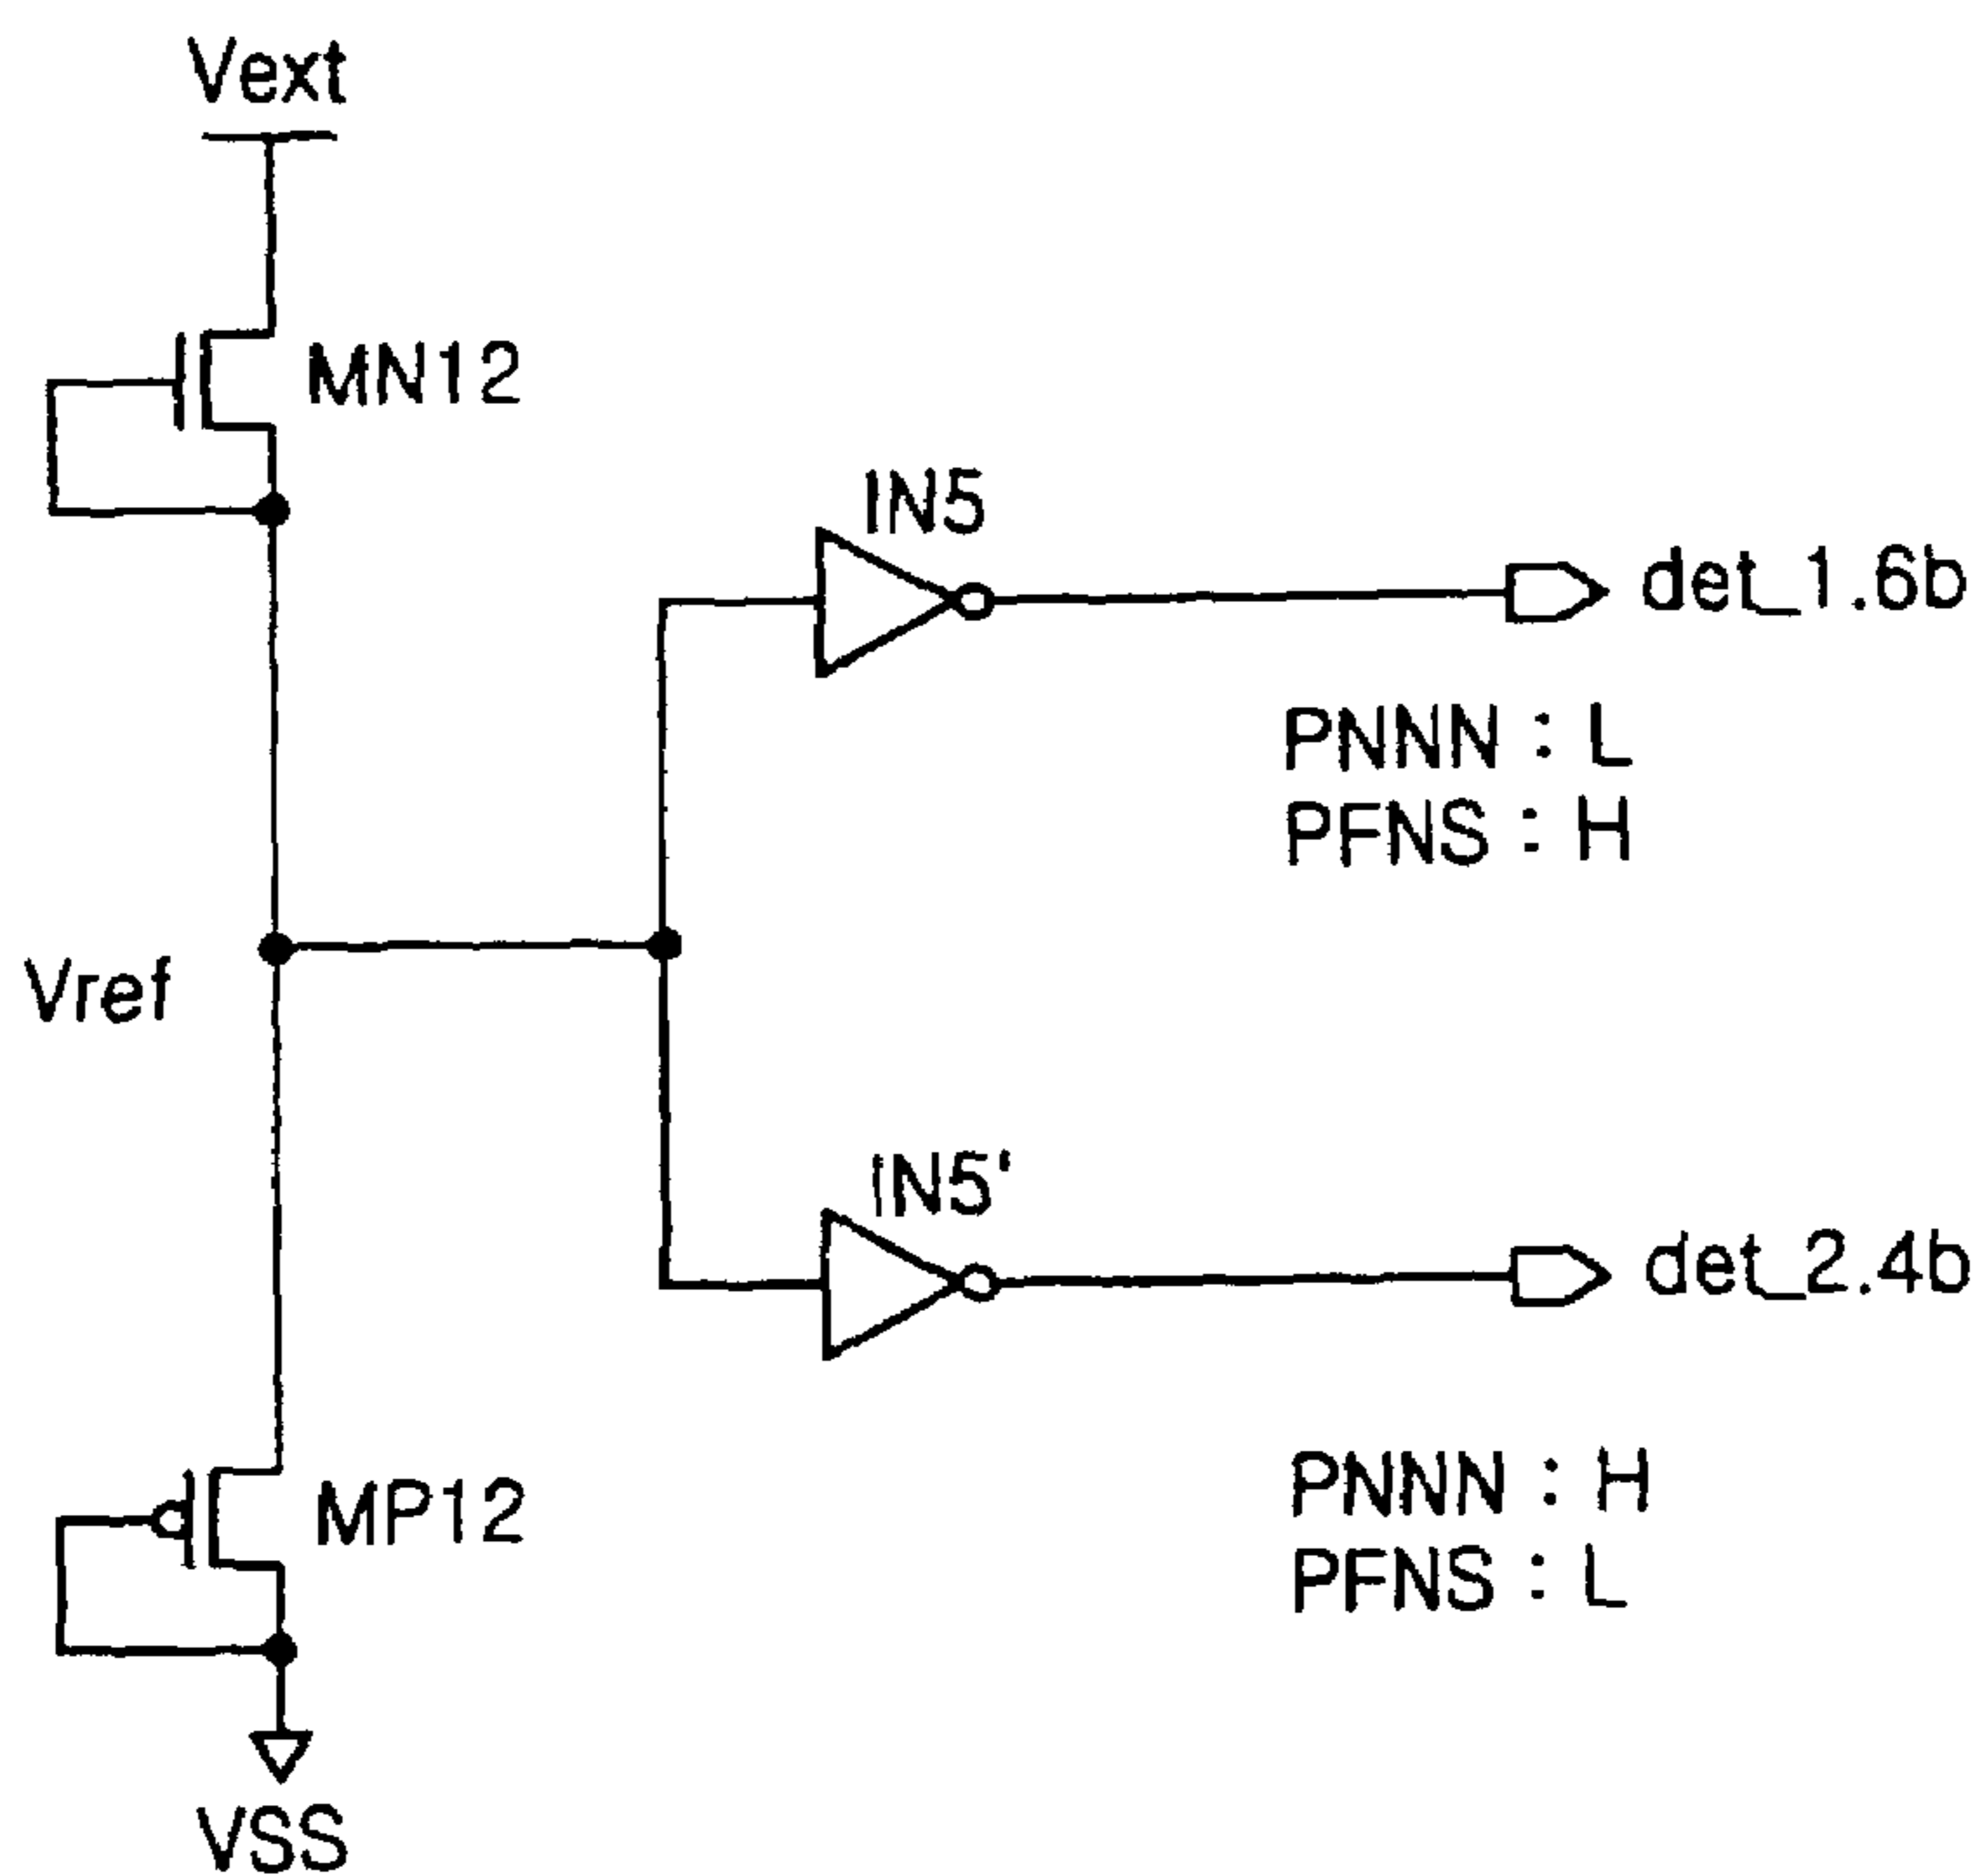 Vext
MN12
IN5
det_1.6b
PNNN : L
PFNS : H
Vref
IN5'
det_2.4b
MP12
PNNN : H
PFNS : L
VSS